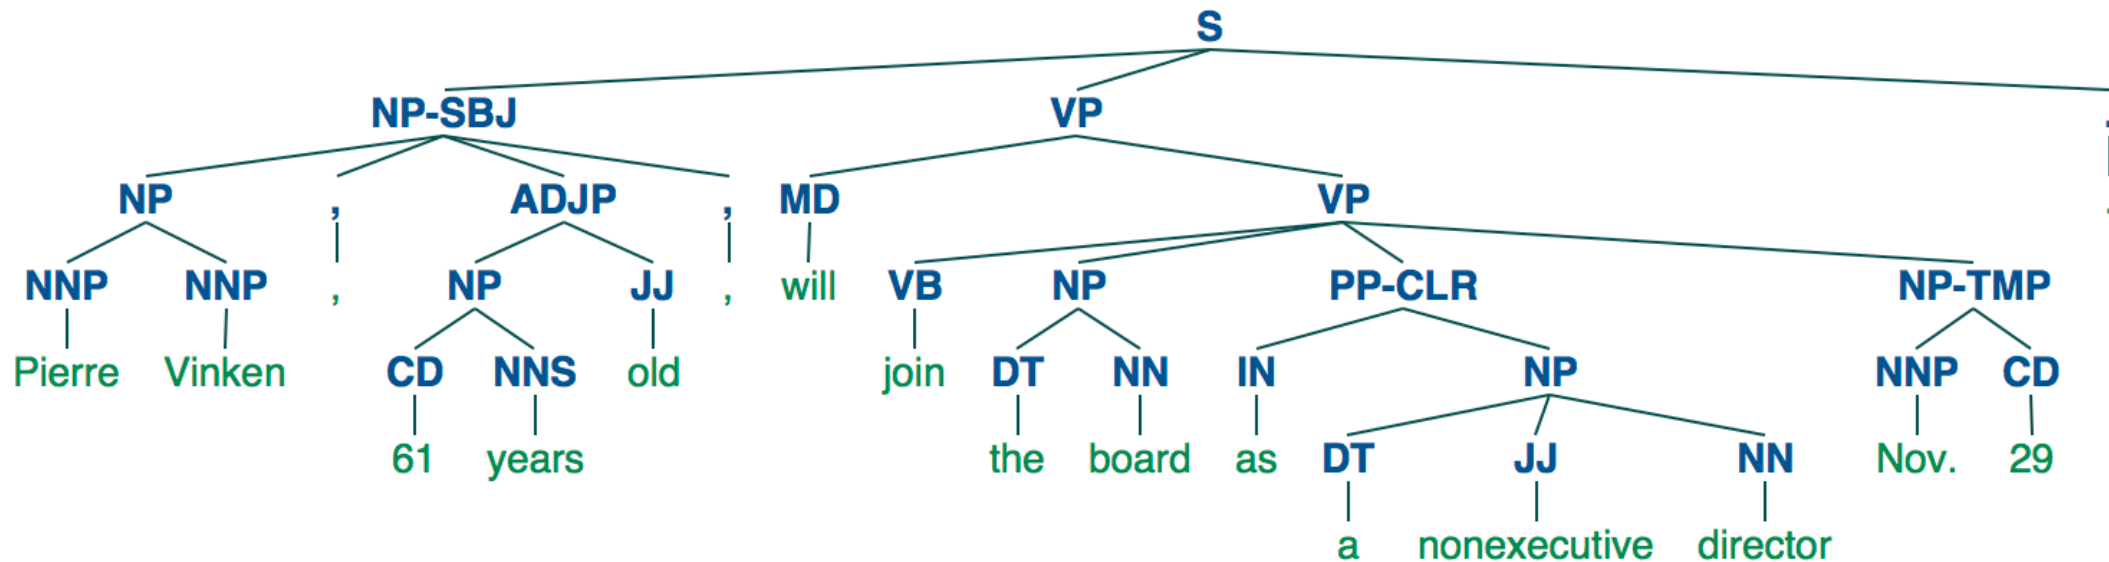 S
NP-SBJ VP
NP , ADJP , MD VP
NNP NNP , NP JJ , will VB NP PP-CLR NP-TMP
Pierre Vinken CD NNS old join DT NN IN NP NNP CD
61 years the board as DT JJ NN Nov. 29
a nonexecutive director